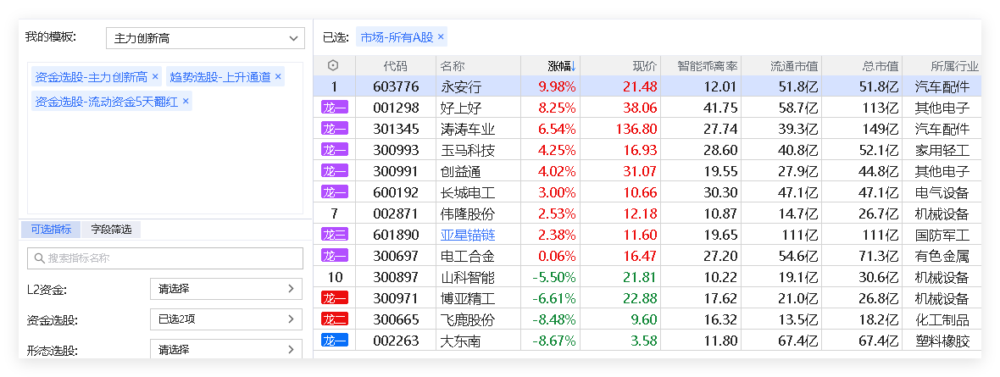 我的模板: 主力创新高
资金选股-主力创新高 × 趋势选股-上升通道 ×
资金选股-流动资金5天翻红 ×
可选指标 字段筛选
搜索指标名称
L2资金: 请选择
资金选股: 已选2项
形态选股: 请选择
已选: 市场-所有A股 ×
代码 名称 涨幅↓ 现价 智能乖离率 流通市值 总市值 所属行业
1 603776 永安行 9.98% 21.48 12.01 51.8亿 51.8亿 汽车配件
龙一 001298 好上好 8.25% 38.06 41.75 58.7亿 113亿 其他电子
龙一 301345 涛涛车业 6.54% 136.80 27.74 39.3亿 149亿 汽车配件
龙一 300993 玉马科技 4.25% 16.93 28.60 40.8亿 52.1亿 家用轻工
龙一 300991 创益通 4.02% 31.07 19.55 27.9亿 44.8亿 其他电子
龙一 600192 长城电工 3.00% 10.66 30.30 47.1亿 47.1亿 电气设备
7 002871 伟隆股份 2.53% 12.18 10.87 14.7亿 26.7亿 机械设备
龙三 601890 亚星锚链 2.38% 11.60 19.65 111亿 111亿 国防军工
龙一 300697 电工合金 0.06% 16.47 27.20 54.6亿 71.3亿 有色金属
10 300897 山科智能 -5.50% 21.81 10.22 19.1亿 30.6亿 机械设备
龙一 300971 博亚精工 -6.61% 22.88 17.62 21.0亿 26.8亿 机械设备
龙二 300665 飞鹿股份 -8.48% 9.60 16.32 13.5亿 18.2亿 化工制品
龙一 002263 大东南 -8.67% 3.58 11.80 67.4亿 67.4亿 塑料橡胶